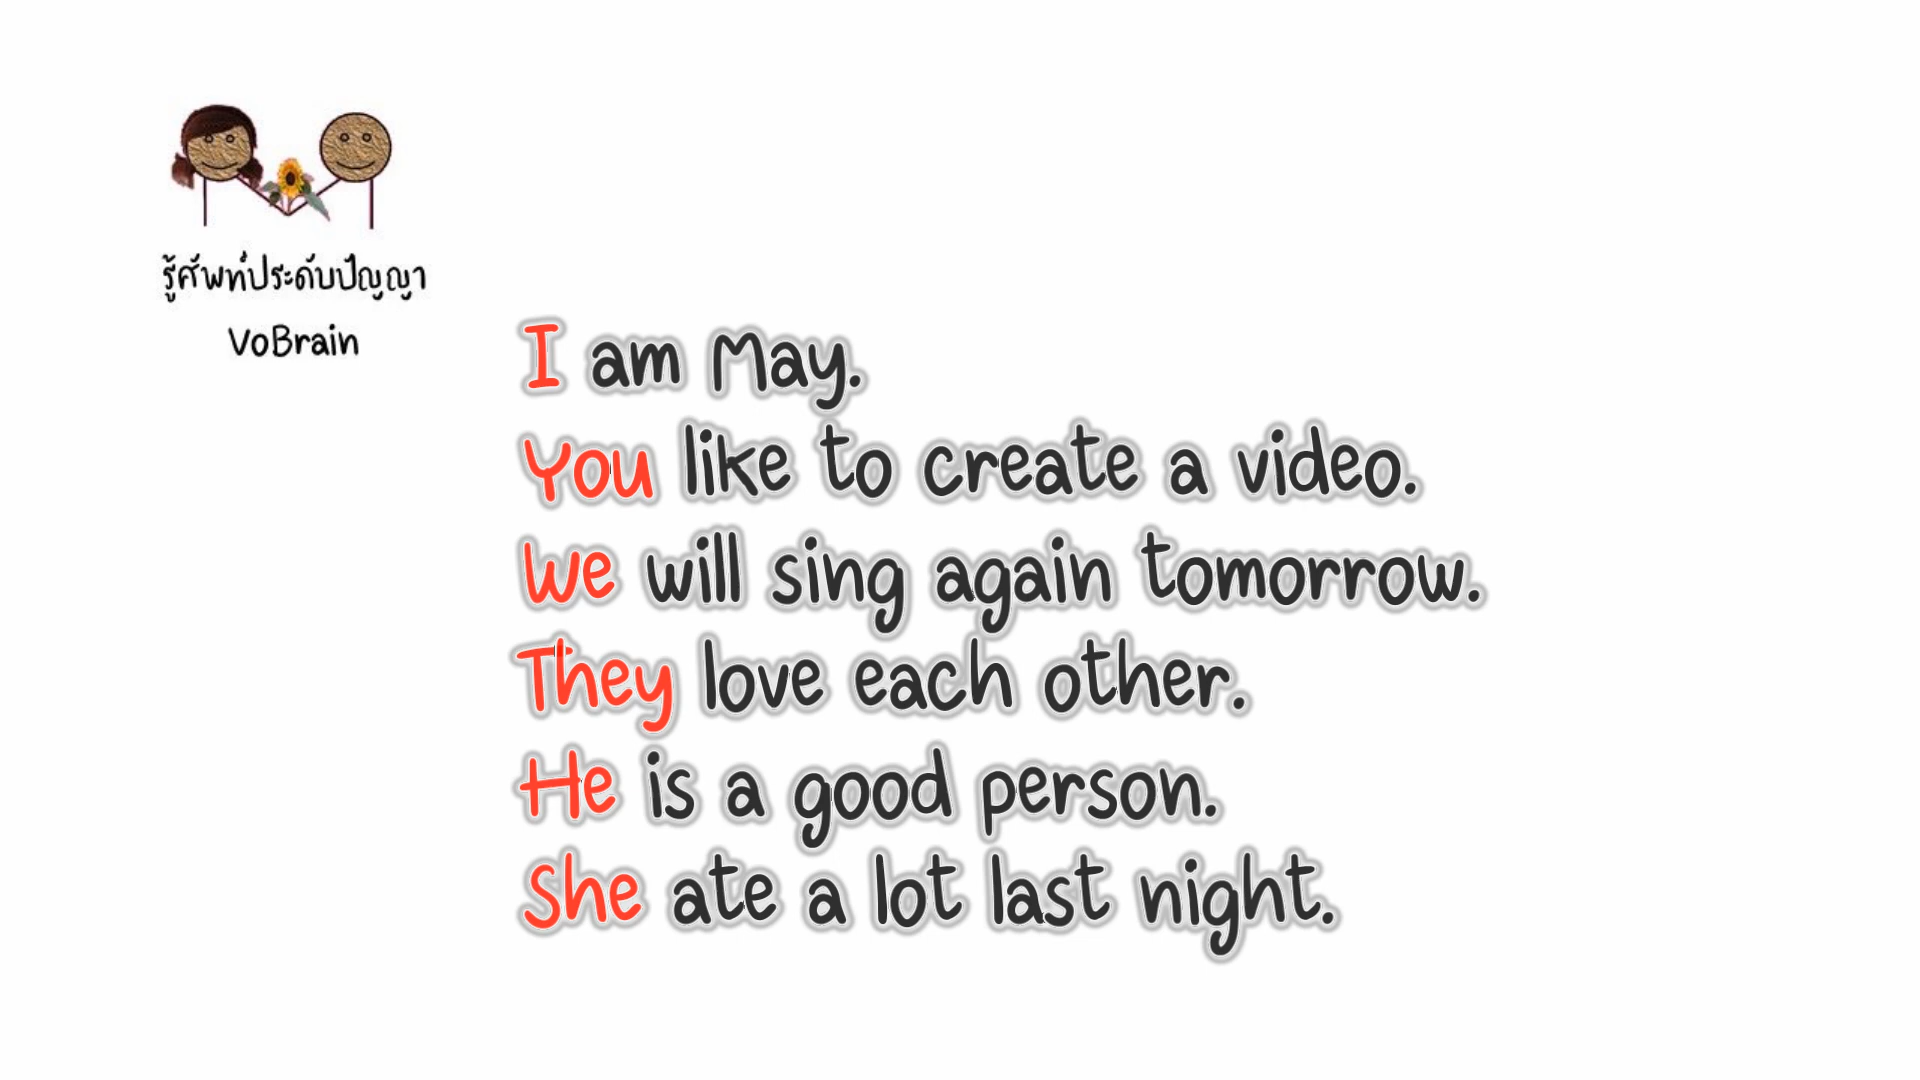 รู้ศัพท์ประดับปัญญา
VoBrain
I am May.
You like to create a video.
We will sing again tomorrow.
They love each other.
He is a good person.
She ate a lot last night.